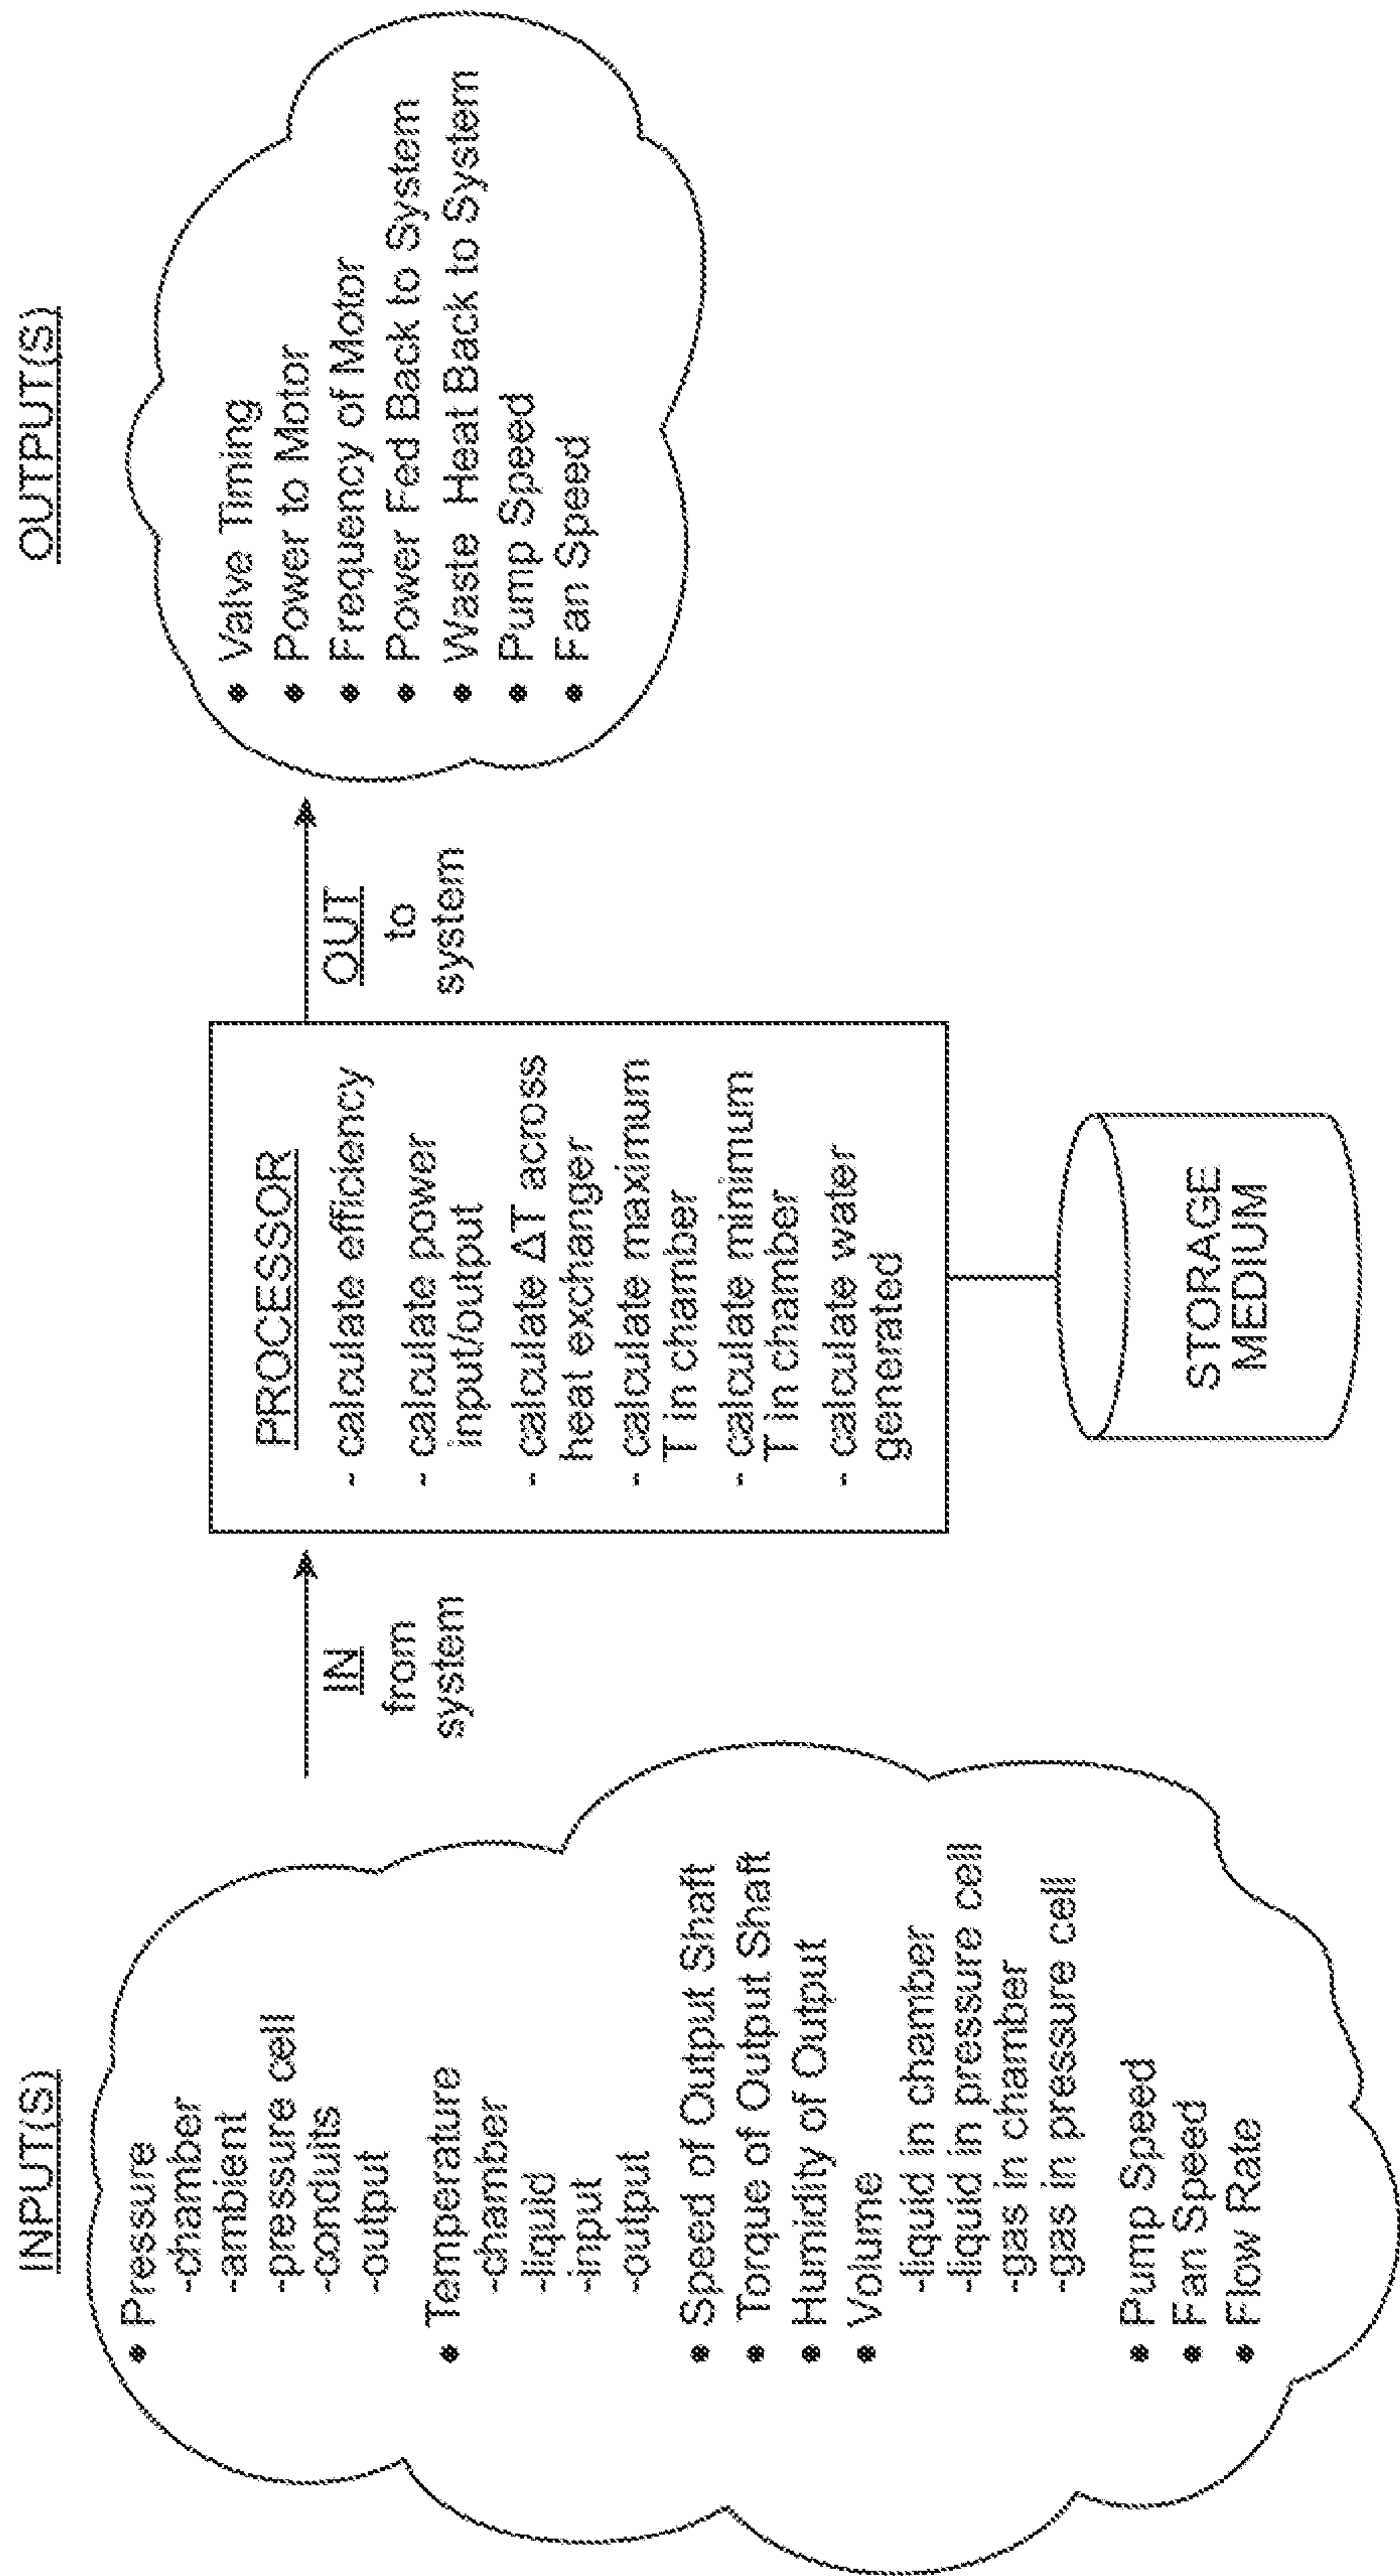 INPUT(S)
● Pressure
-chamber
-ambient
-pressure cell
-conduits
-output
● Temperature
-chamber
-liquid
-input
-output
● Speed of Output Shaft
● Torque of Output Shaft
● Humidity of Output
● Volume
-liquid in chamber
-liquid in pressure cell
-gas in chamber
-gas in pressure cell
● Pump Speed
● Fan Speed
● Flow Rate
IN
from
system
PROCESSOR
- calculate efficiency
- calculate power
input/output
- calculate ΔT across
heat exchanger
- calculate maximum
T in chamber
- calculate minimum
T in chamber
- calculate water
generated
STORAGE
MEDIUM
OUT
to
system
OUTPUT(S)
● Valve Timing
● Power to Motor
● Frequency of Motor
● Power Fed Back to System
● Waste Heat Back to System
● Pump Speed
● Fan Speed